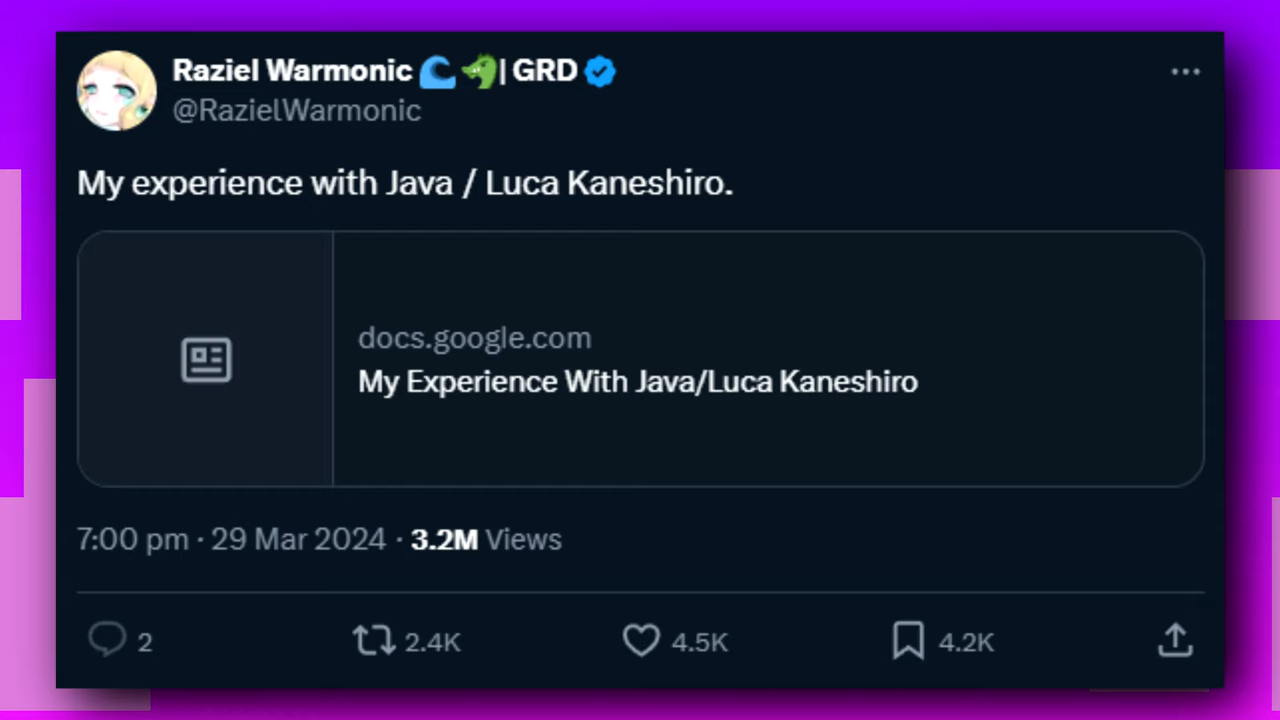 Raziel Warmonic 🌊🐲| GRD
@RazielWarmonic
My experience with Java / Luca Kaneshiro.
docs.google.com
My Experience With Java/Luca Kaneshiro
7:00 pm · 29 Mar 2024 · 3.2M Views
2 2.4K 4.5K 4.2K